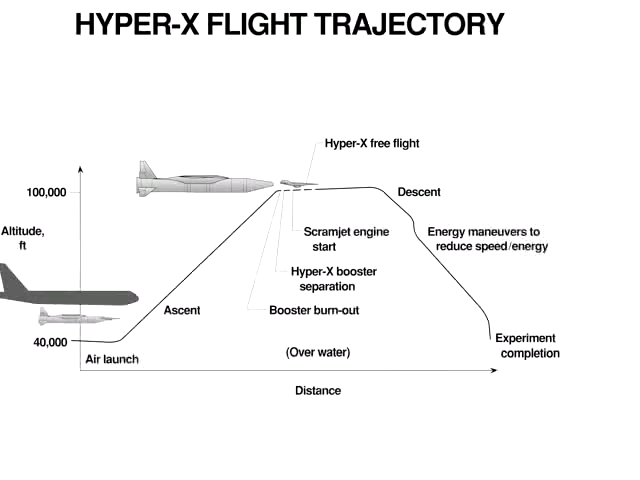 HYPER-X FLIGHT TRAJECTORY
Hyper-X free flight
100,000
Descent
Altitude,
ft
Scramjet engine
start
Energy maneuvers to
reduce speed/energy
Hyper-X booster
separation
Ascent
Booster burn-out
40,000
Air launch
(Over water)
Experiment
completion
Distance